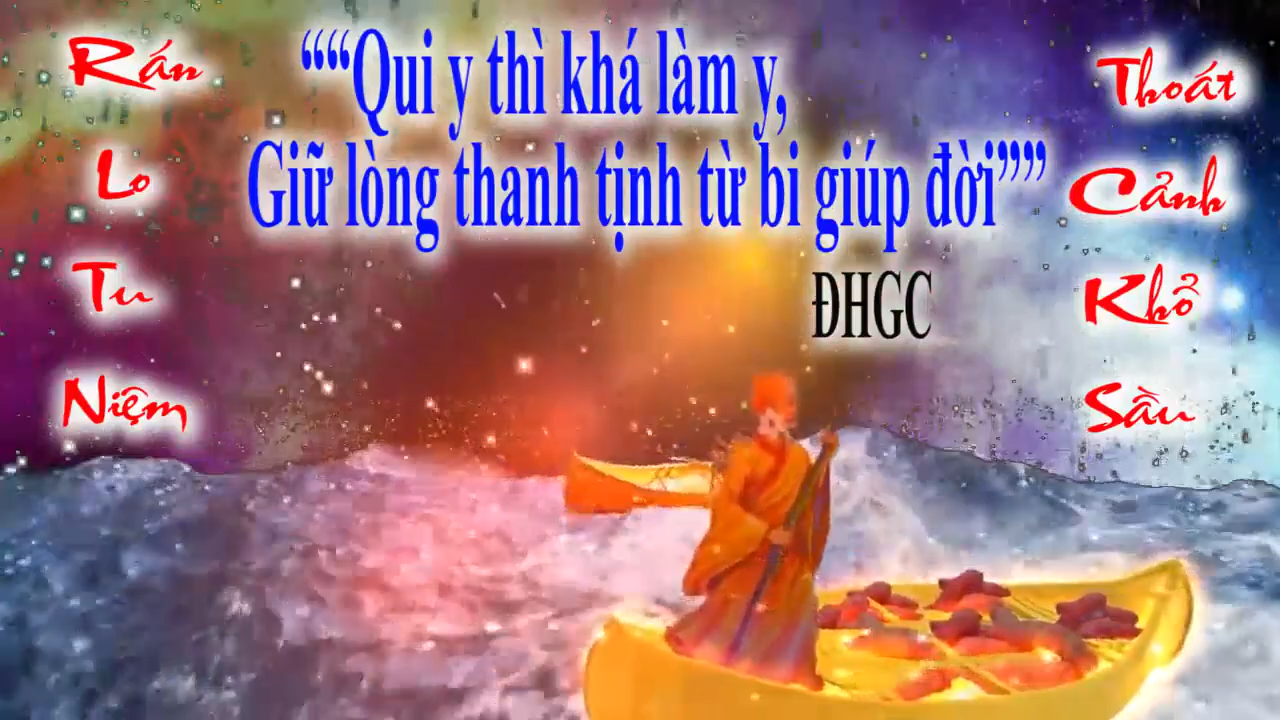 ““Qui y thì khá làm y,
Giữ lòng thanh tịnh từ bi giúp đời””
ĐHGC
Rấn
Lo
Tu
Niệm
Thoát
Cảnh
Khổ
Sầu